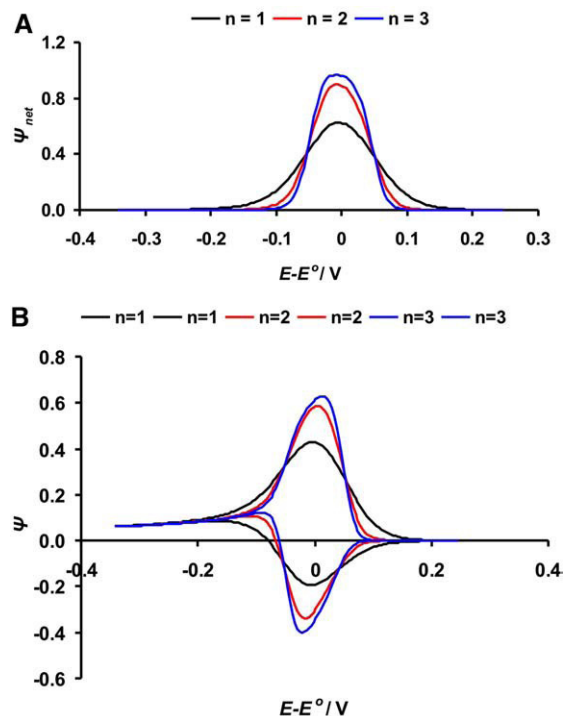 A
n = 1 n = 2 n = 3
1.2
0.8
0.4
0.0
Ψnet
-0.4 -0.3 -0.2 -0.1 0 0.1 0.2 0.3
E-E°/ V
B
n=1 n=1 n=2 n=2 n=3 n=3
0.8
0.6
0.4
0.2
0.0
-0.2
-0.4
-0.6
Ψ
-0.4 -0.2 0 0.2 0.4
E-E°/ V